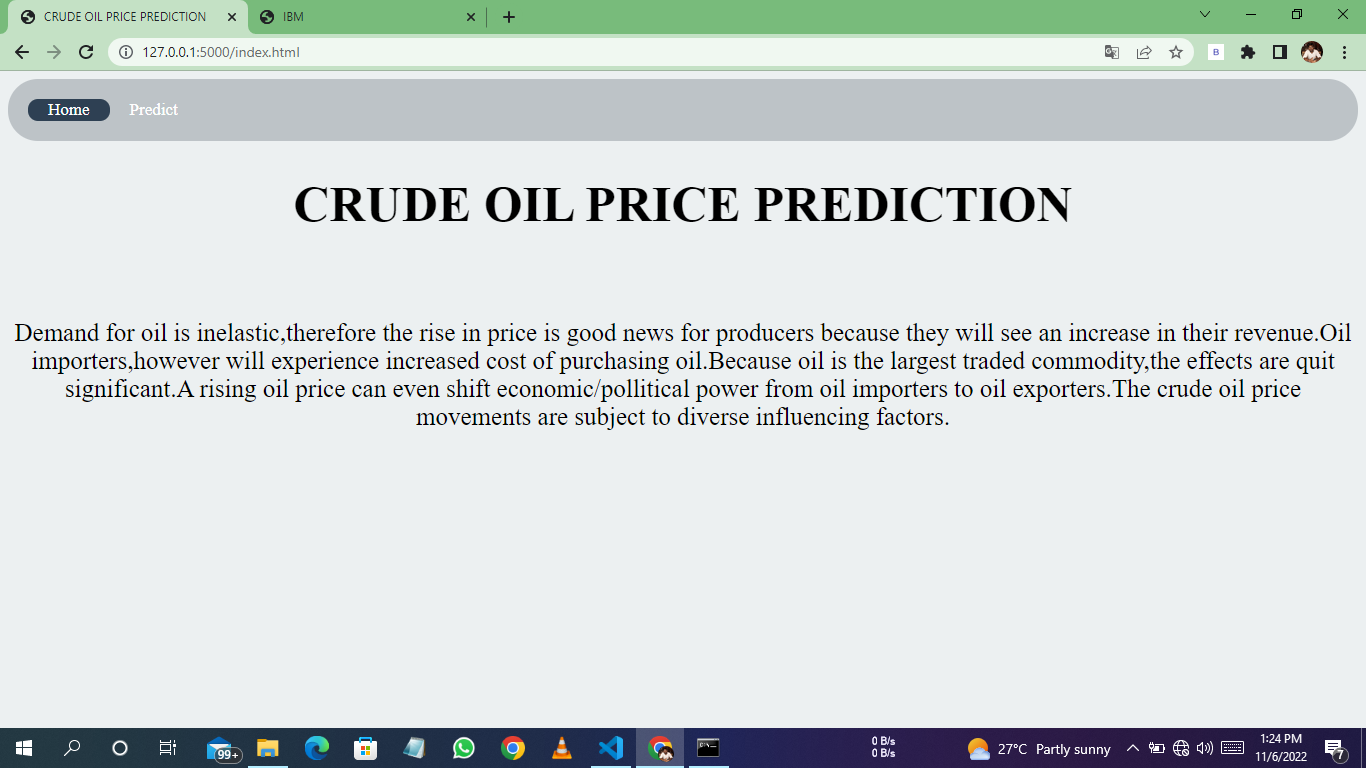 CRUDE OIL PRICE PREDICTION
IBM
127.0.0.1:5000/index.html
B
Home Predict
CRUDE OIL PRICE PREDICTION
Demand for oil is inelastic,therefore the rise in price is good news for producers because they will see an increase in their revenue.Oil
importers,however will experience increased cost of purchasing oil.Because oil is the largest traded commodity,the effects are quit
significant.A rising oil price can even shift economic/pollitical power from oil importers to oil exporters.The crude oil price
movements are subject to diverse influencing factors.
99+
0 B/s
0 B/s
27°C Partly sunny
1:24 PM
11/6/2022
7